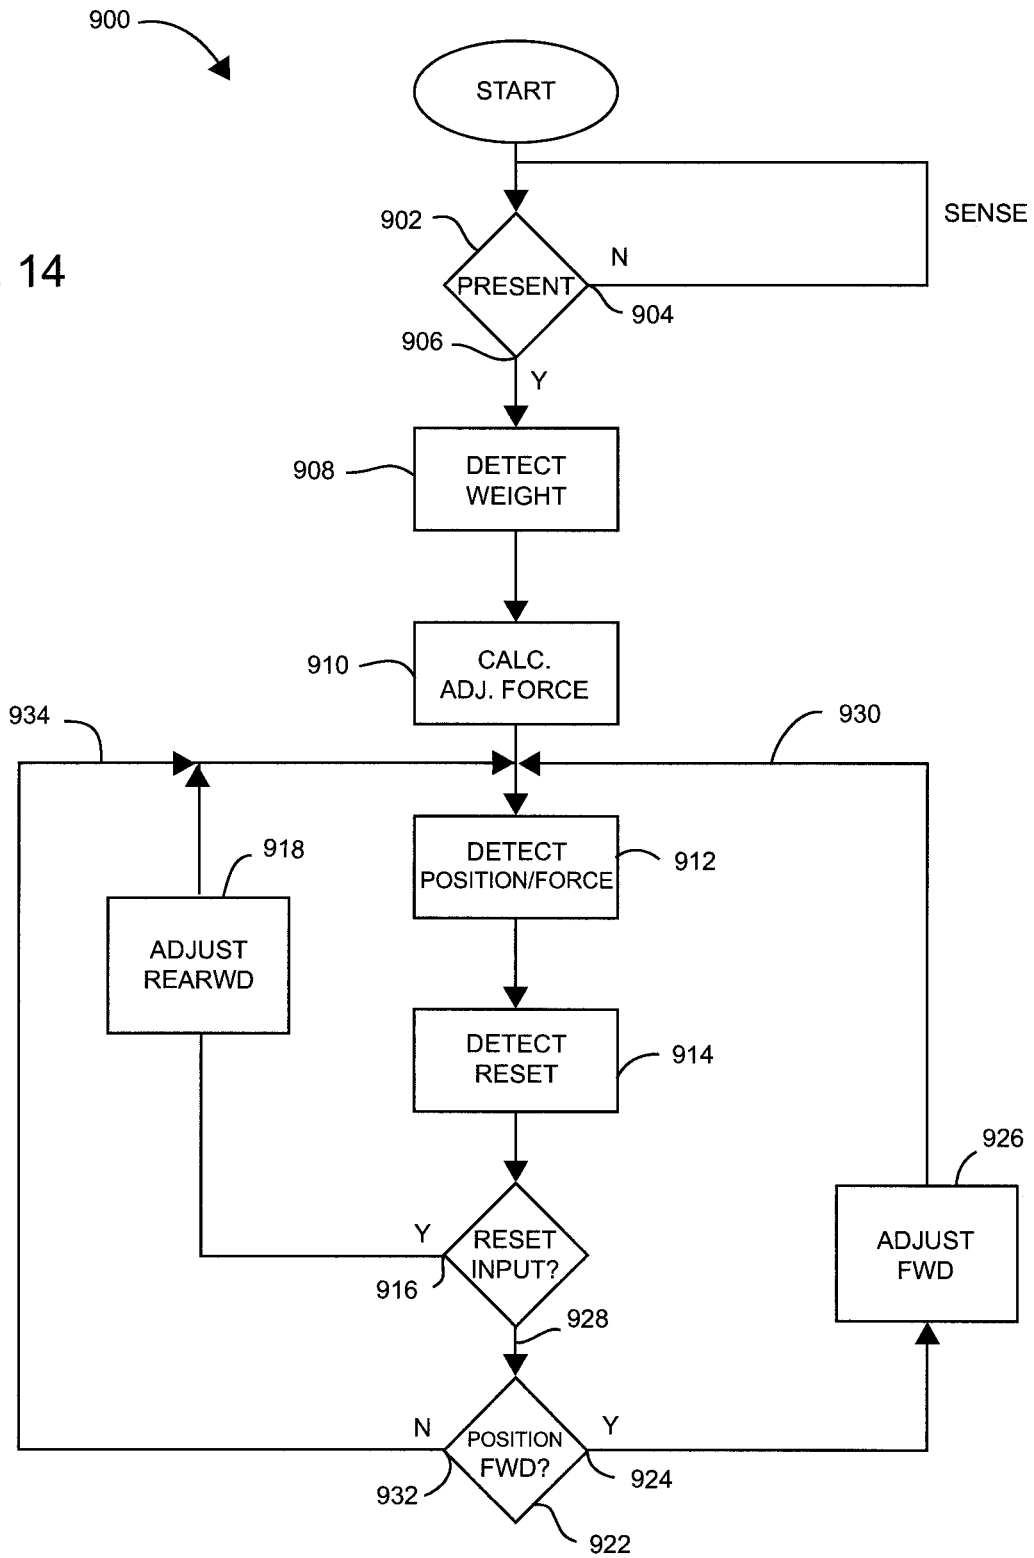 900
START
902
SENSE
N
. 14
PRESENT
904
906
Y
908
DETECT
WEIGHT
910
CALC.
ADJ. FORCE
934
930
918
DETECT
POSITION/FORCE
912
ADJUST
REARWD
DETECT
RESET
914
926
Y
RESET
INPUT?
ADJUST
FWD
916
928
N
Y
POSITION
FWD?
932
924
922